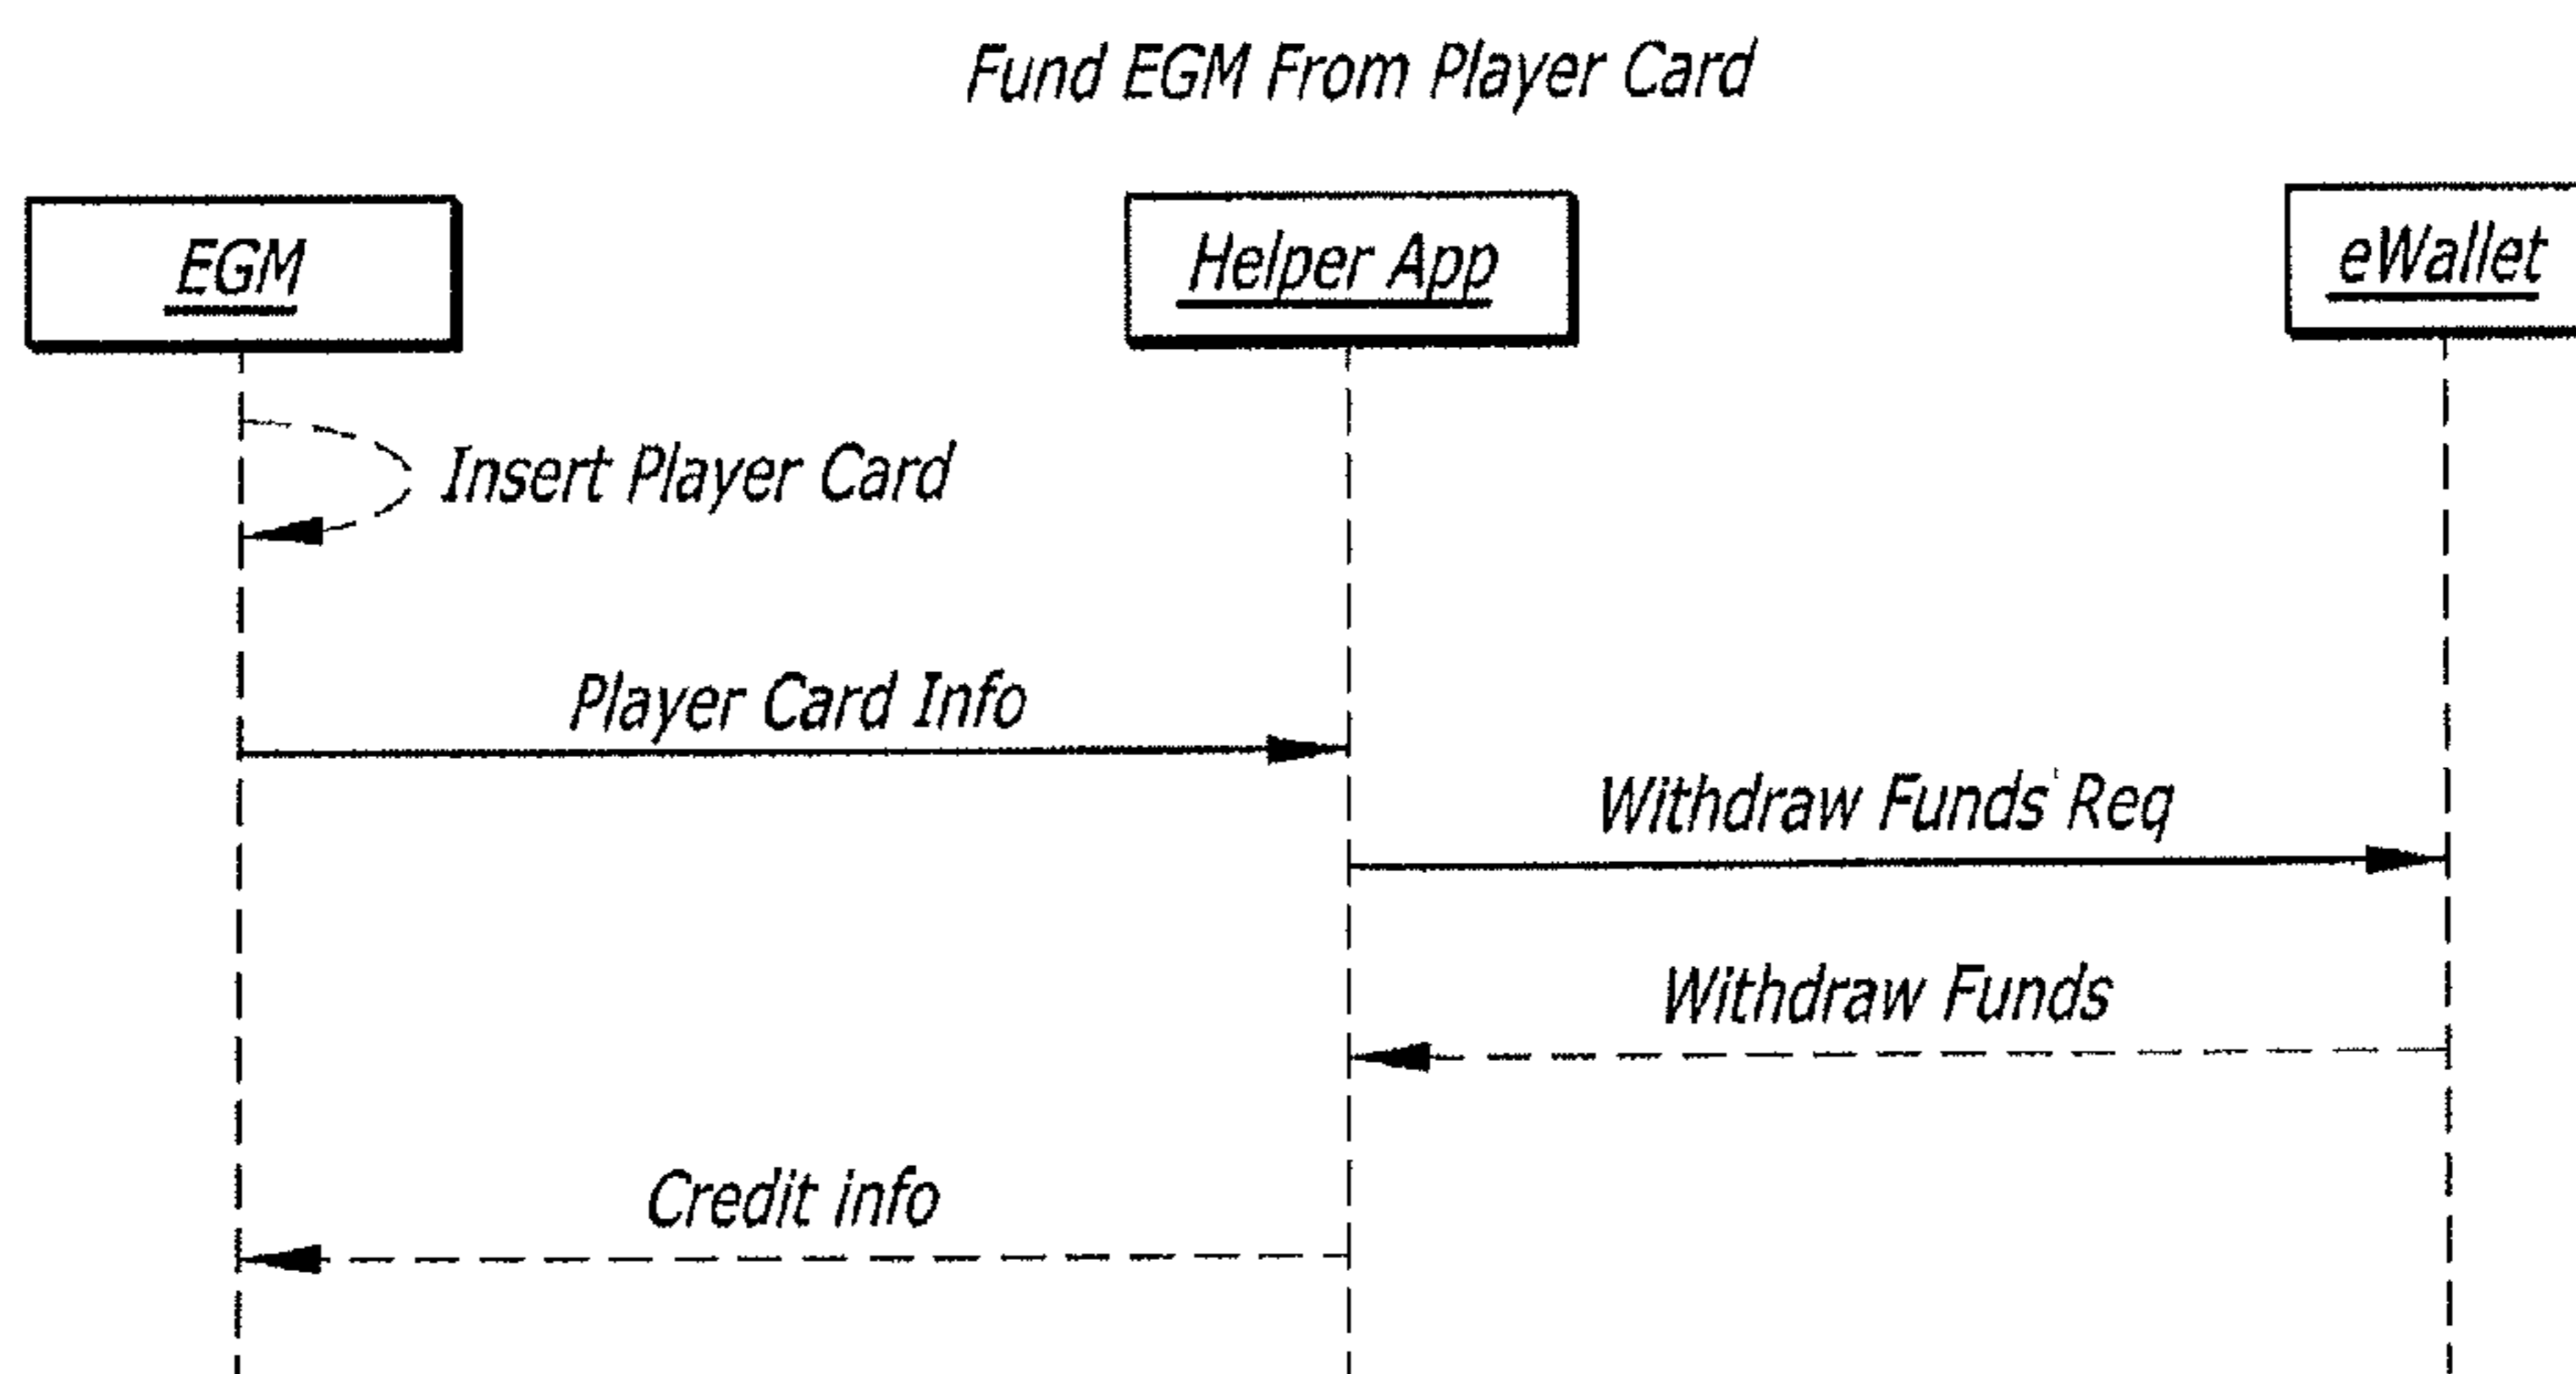 Fund EGM From Player Card
EGM
Helper App
eWallet
Insert Player Card
Player Card Info
Withdraw Funds Req
Withdraw Funds
Credit info